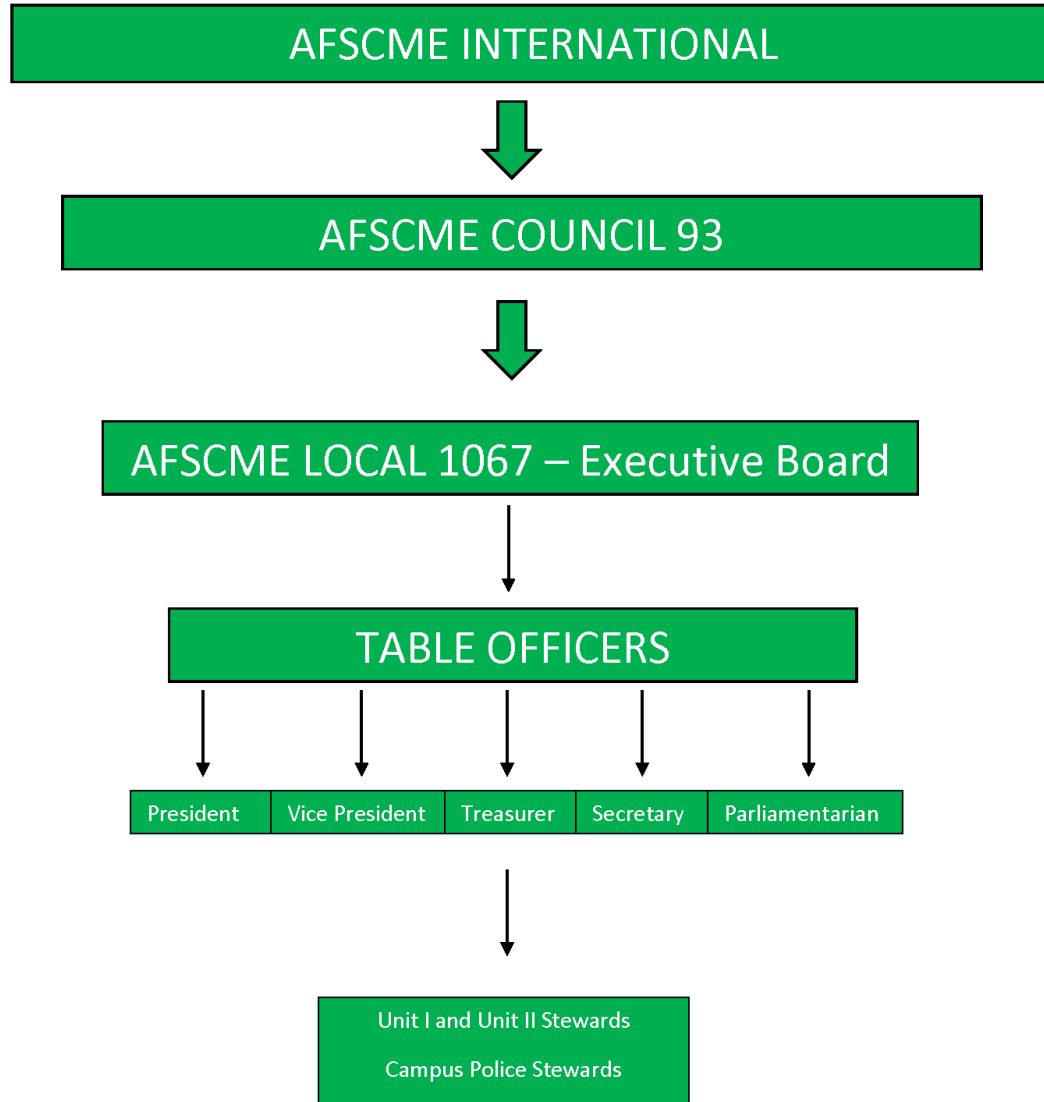 AFSCME INTERNATIONAL
AFSCME COUNCIL 93
AFSCME LOCAL 1067 – Executive Board
TABLE OFFICERS
President
Vice President
Treasurer
Secretary
Parliamentarian
Unit I and Unit II Stewards
Campus Police Stewards